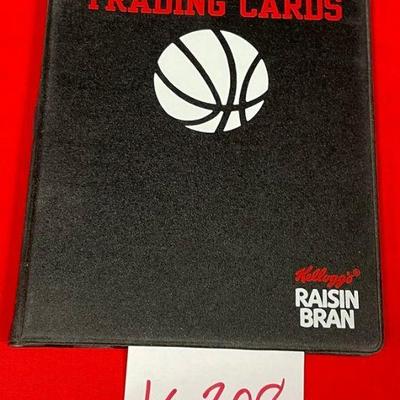 TRADING CARDS
Kellogg's®
RAISIN
BRAN